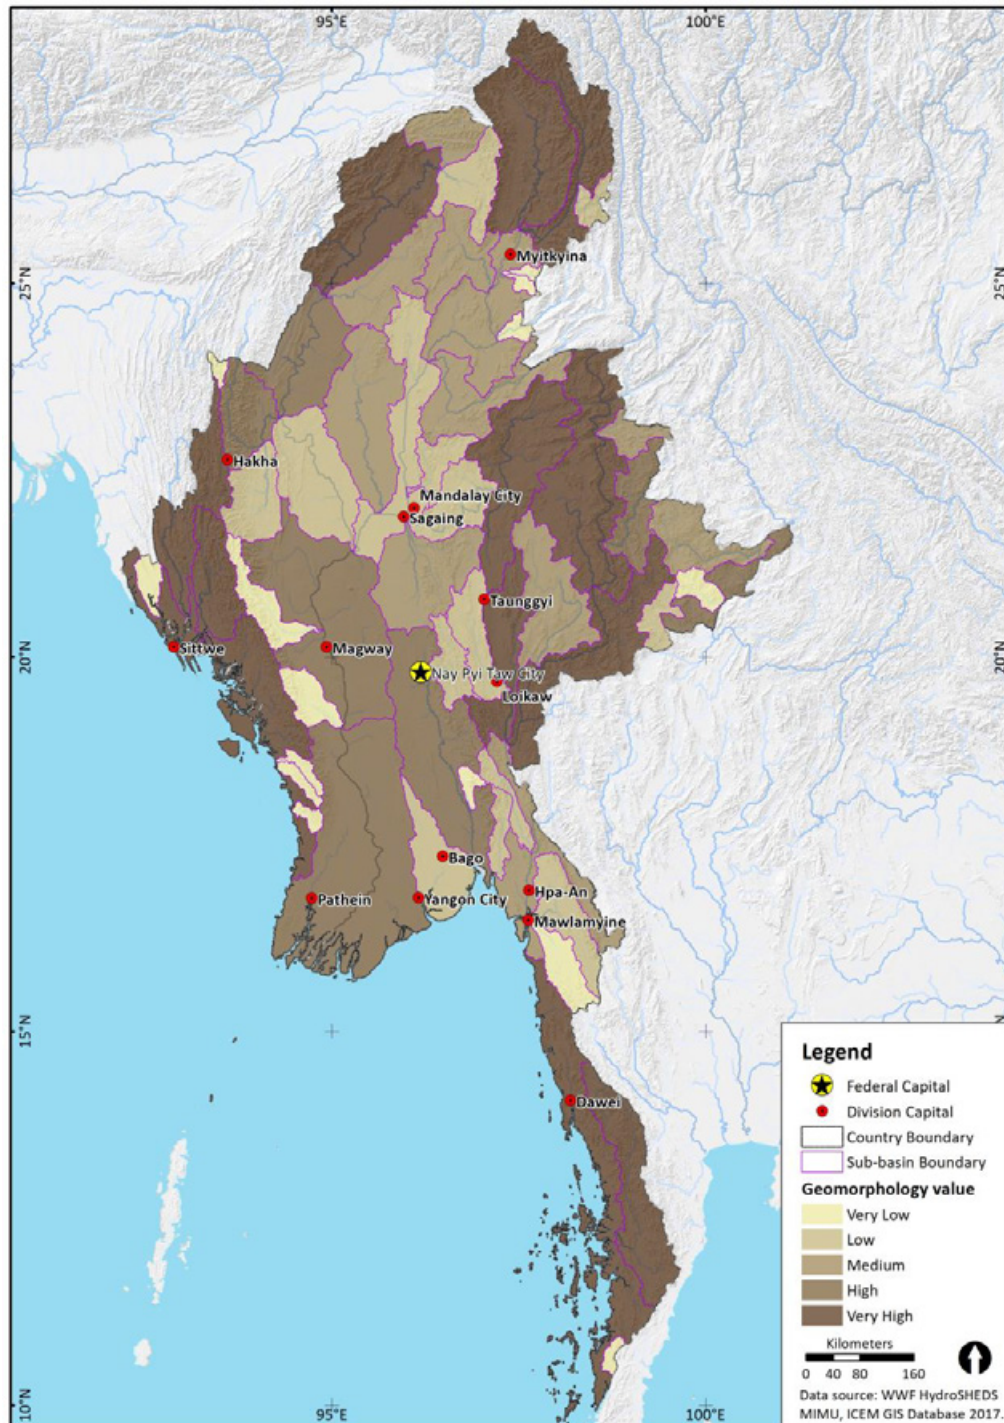 95°E
100°E
25°N
25°N
Myitkyina
Hakha
Mandalay City
Sagaing
Taunggyi
20°N
20°N
Sittwe
Magway
Nay Pyi Taw City
Loikaw
Bago
Pathein
Yangon City
Hpa-An
Mawlamyine
15°N
Dawei
Legend
Federal Capital
Division Capital
Country Boundary
Sub-basin Boundary
Geomorphology value
Very Low
Low
Medium
High
Very High
Kilometers
0 40 80 160
Data source: WWF HydroSHEDS
MIMU, ICEM GIS Database 2017.
10°N
95°E
100°E